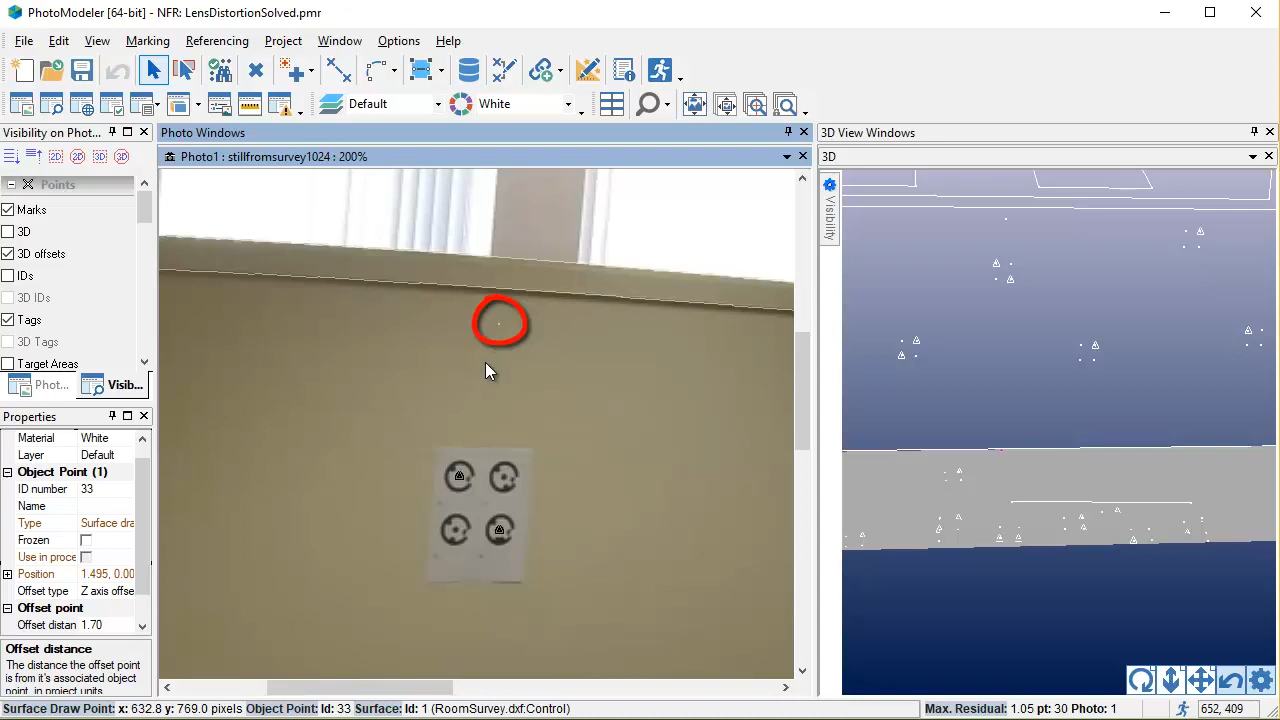 PhotoModeler [64-bit] - NFR: LensDistortionSolved.pmr
File Edit View Marking Referencing Project Window Options Help
Default White
Visibility on Phot...
Photo Windows
3D View Windows
Photo1 : stillfromsurvey1024 : 200%
3D
Points
Marks
3D
3D offsets
IDs
3D IDs
Tags
3D Tags
Target Areas
Visibility
Phot... Visib...
Properties
Material White
Layer Default
Object Point (1)
ID number 33
Name
Type Surface dra
Frozen
Use in proce
Position 1.495, 0.00
Offset type Z axis offse
Offset point
Offset distan 1.70
Offset distance
The distance the offset point
is from it's associated object
point, in project units.
Surface Draw Point: x: 632.8 y: 769.0 pixels Object Point: Id: 33 Surface: Id: 1 (RoomSurvey.dxf:Control)
Max. Residual: 1.05 pt: 30 Photo: 1
652, 409